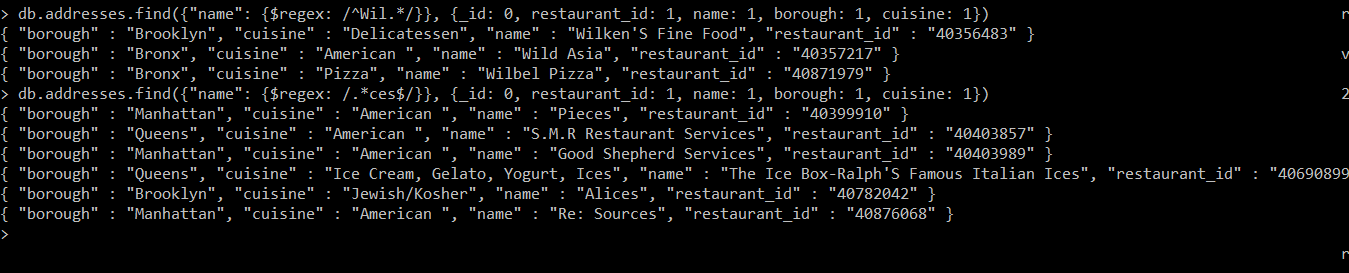 > db.addresses.find({"name": {$regex: /^Wil.*/}}, {_id: 0, restaurant_id: 1, name: 1, borough: 1, cuisine: 1})
{ "borough" : "Brooklyn", "cuisine" : "Delicatessen", "name" : "Wilken'S Fine Food", "restaurant_id" : "40356483" }
{ "borough" : "Bronx", "cuisine" : "American ", "name" : "Wild Asia", "restaurant_id" : "40357217" }
{ "borough" : "Bronx", "cuisine" : "Pizza", "name" : "Wilbel Pizza", "restaurant_id" : "40871979" }
> db.addresses.find({"name": {$regex: /.*ces$/}}, {_id: 0, restaurant_id: 1, name: 1, borough: 1, cuisine: 1})
{ "borough" : "Manhattan", "cuisine" : "American ", "name" : "Pieces", "restaurant_id" : "40399910" }
{ "borough" : "Queens", "cuisine" : "American ", "name" : "S.M.R Restaurant Services", "restaurant_id" : "40403857" }
{ "borough" : "Manhattan", "cuisine" : "American ", "name" : "Good Shepherd Services", "restaurant_id" : "40403989" }
{ "borough" : "Queens", "cuisine" : "Ice Cream, Gelato, Yogurt, Ices", "name" : "The Ice Box-Ralph'S Famous Italian Ices", "restaurant_id" : "40690899
{ "borough" : "Brooklyn", "cuisine" : "Jewish/Kosher", "name" : "Alices", "restaurant_id" : "40782042" }
{ "borough" : "Manhattan", "cuisine" : "American ", "name" : "Re: Sources", "restaurant_id" : "40876068" }
>